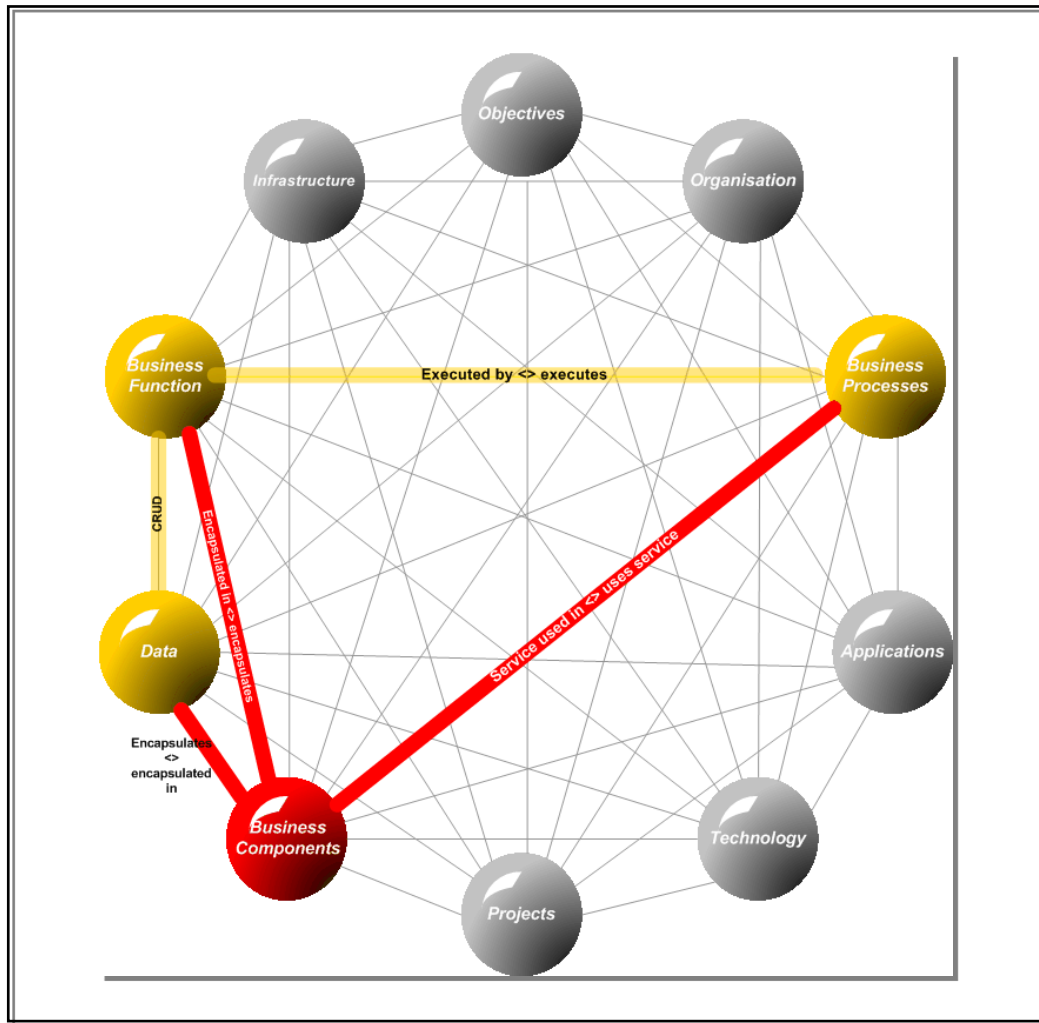 Objectives
Infrastructure
Organisation
Business
Function
Executed by <> executes
Business
Processes
CRUD
Encapsulated in <> encapsulates
Service used in <> uses service
Data
Applications
Encapsulates
<>
encapsulated
in
Business
Components
Technology
Projects